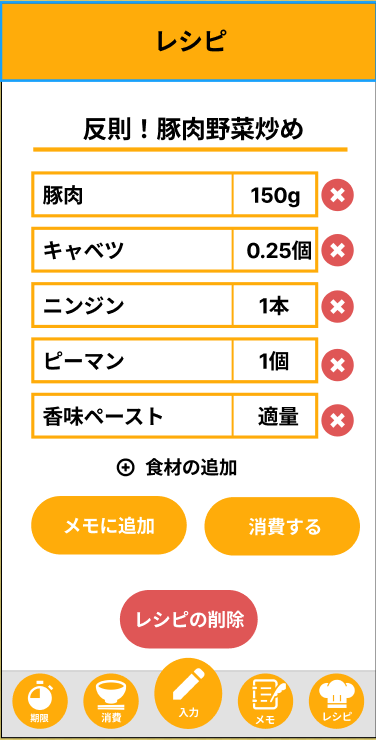 レシピ
反則！豚肉野菜炒め
豚肉 150g
キャベツ 0.25個
ニンジン 1本
ピーマン 1個
香味ペースト 適量
食材の追加
メモに追加 消費する
レシピの削除
期限 消費 入力 メモ レシピ